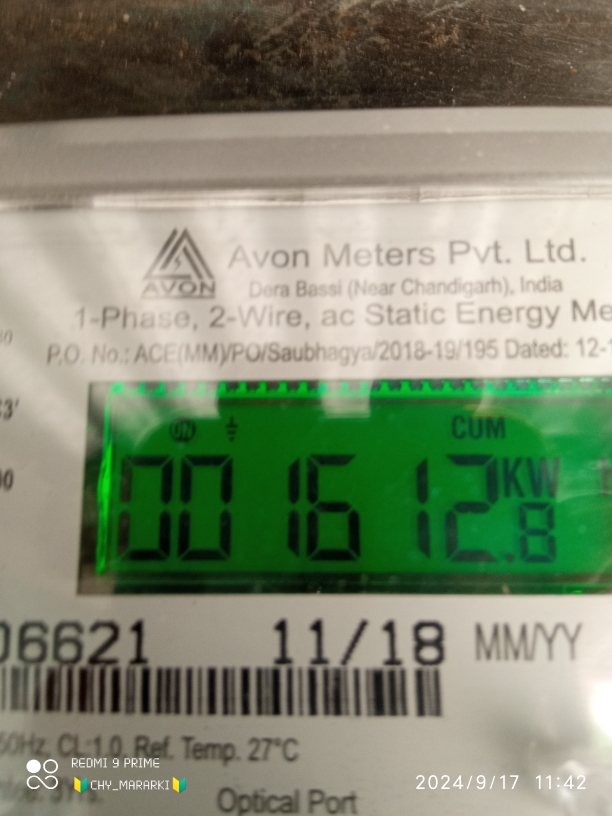 AVON
Avon Meters Pvt. Ltd.
Dera Bassi (Near Chandigarh), India
1-Phase, 2-Wire, ac Static Energy Me
P.O. No.: ACE(MM)/PO/Saubhagya/2018-19/195 Dated: 12-1
ON CUM
001612.8 KW
06621 11/18 MM/YY
50Hz, CL:1.0, Ref. Temp. 27°C
Optical Port
REDMI 9 PRIME
CHY_MARARKI
2024/9/17 11:42